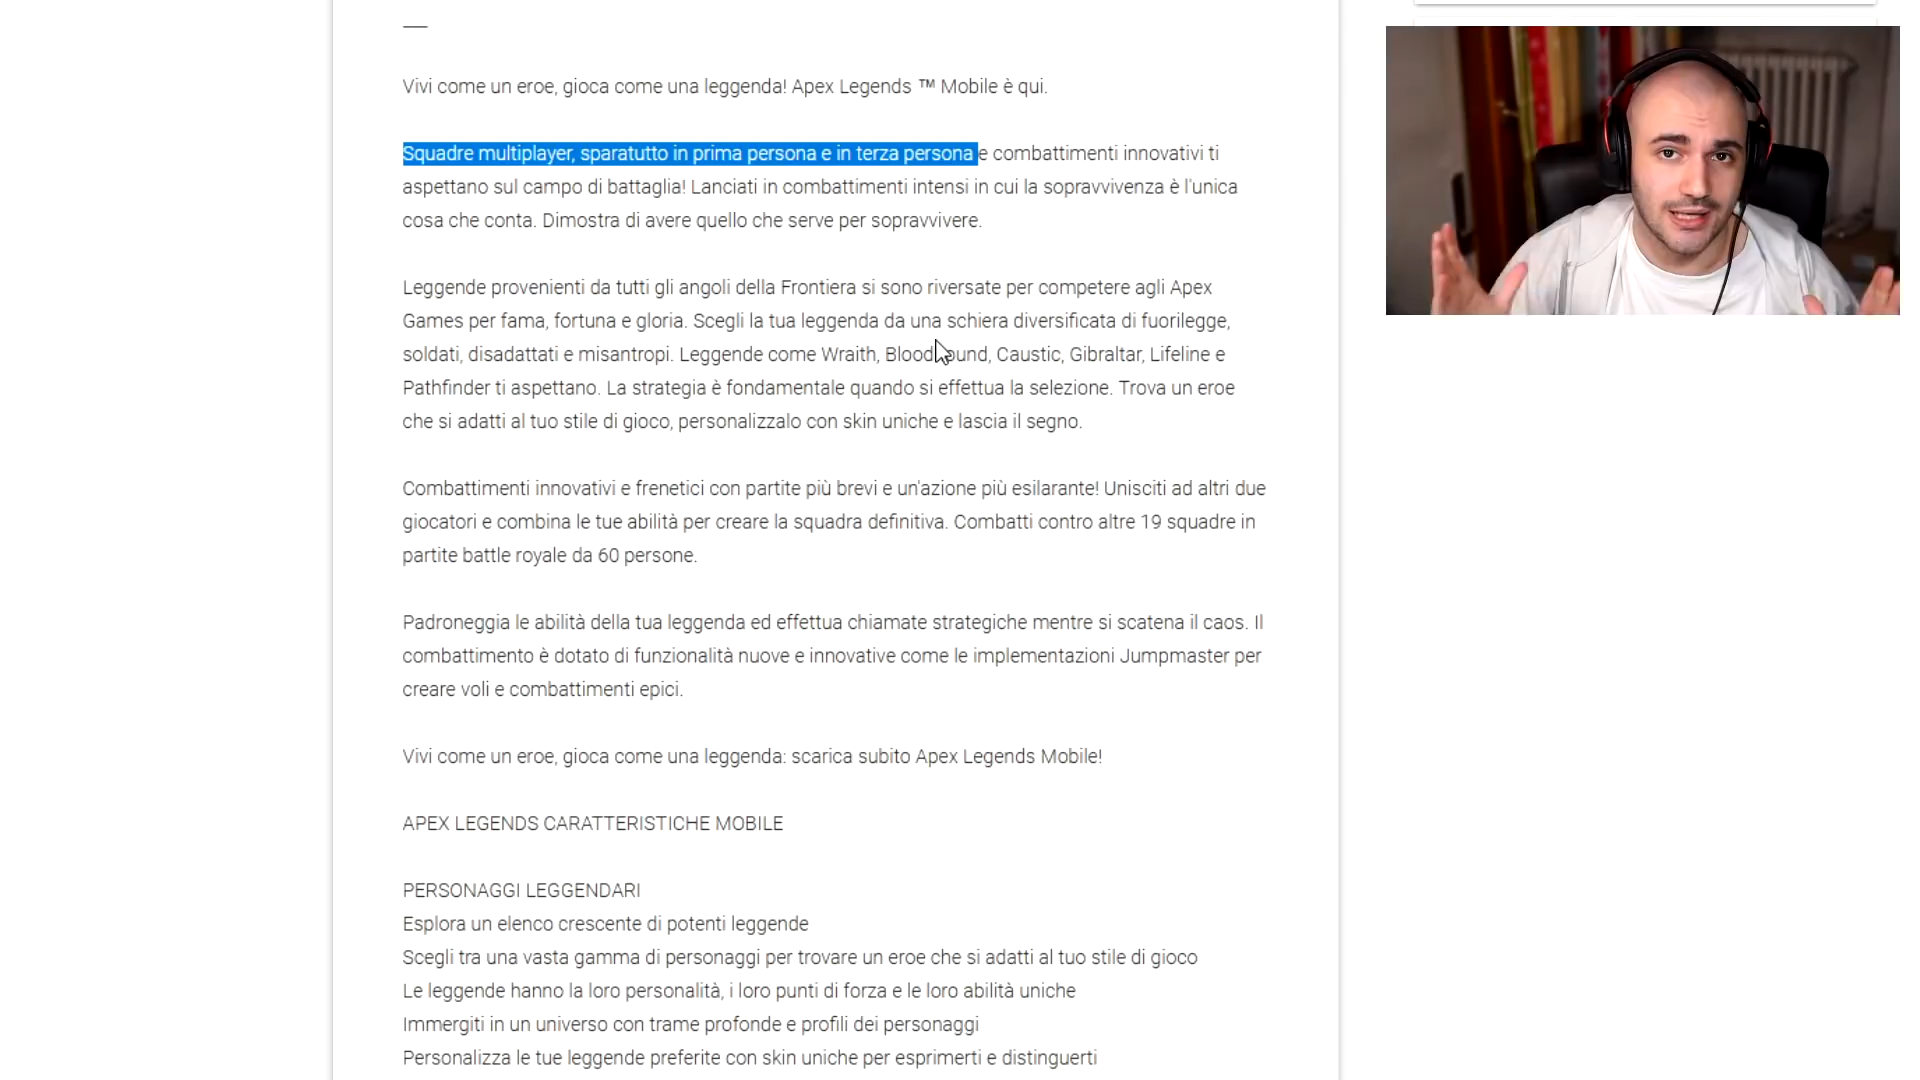 Vivi come un eroe, gioca come una leggenda! Apex Legends ™ Mobile è qui.
Squadre multiplayer, sparatutto in prima persona e in terza persona e combattimenti innovativi ti
aspettano sul campo di battaglia! Lanciati in combattimenti intensi in cui la sopravvivenza è l'unica
cosa che conta. Dimostra di avere quello che serve per sopravvivere.
Leggende provenienti da tutti gli angoli della Frontiera si sono riversate per competere agli Apex
Games per fama, fortuna e gloria. Scegli la tua leggenda da una schiera diversificata di fuorilegge,
soldati, disadattati e misantropi. Leggende come Wraith, Bloodhound, Caustic, Gibraltar, Lifeline e
Pathfinder ti aspettano. La strategia è fondamentale quando si effettua la selezione. Trova un eroe
che si adatti al tuo stile di gioco, personalizzalo con skin uniche e lascia il segno.
Combattimenti innovativi e frenetici con partite più brevi e un'azione più esilarante! Unisciti ad altri due
giocatori e combina le tue abilità per creare la squadra definitiva. Combatti contro altre 19 squadre in
partite battle royale da 60 persone.
Padroneggia le abilità della tua leggenda ed effettua chiamate strategiche mentre si scatena il caos. Il
combattimento è dotato di funzionalità nuove e innovative come le implementazioni Jumpmaster per
creare voli e combattimenti epici.
Vivi come un eroe, gioca come una leggenda: scarica subito Apex Legends Mobile!
APEX LEGENDS CARATTERISTICHE MOBILE
PERSONAGGI LEGGENDARI
Esplora un elenco crescente di potenti leggende
Scegli tra una vasta gamma di personaggi per trovare un eroe che si adatti al tuo stile di gioco
Le leggende hanno la loro personalità, i loro punti di forza e le loro abilità uniche
Immergiti in un universo con trame profonde e profili dei personaggi
Personalizza le tue leggende preferite con skin uniche per esprimerti e distinguerti